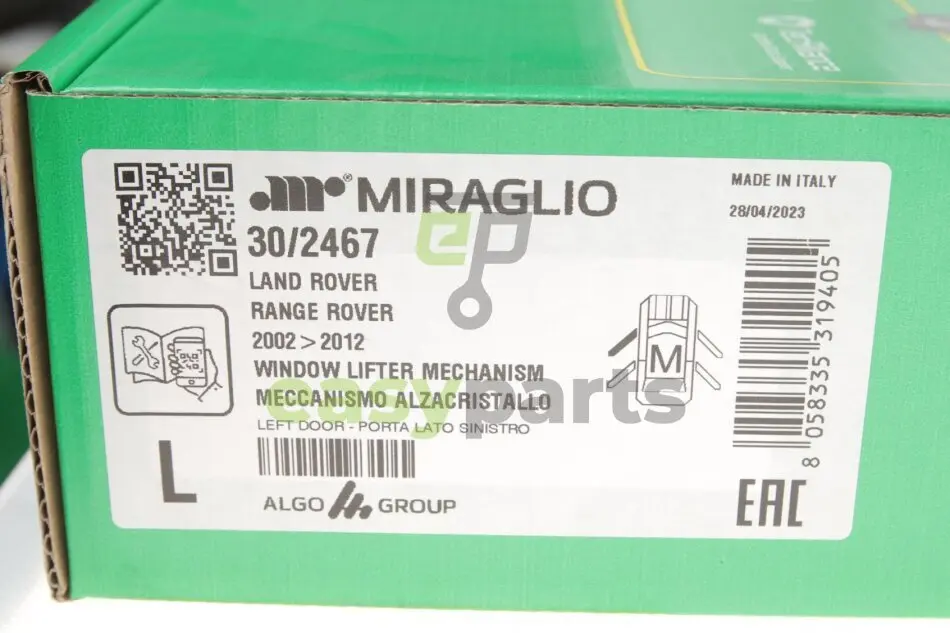 MIRAGLIO
30/2467
LAND ROVER
RANGE ROVER
2002 > 2012
WINDOW LIFTER MECHANISM
MECCANISMO ALZACRISTALLO
LEFT DOOR - PORTA LATO SINISTRO
L
ALGO GROUP
MADE IN ITALY
28/04/2023
M
8 058335 319405
EAC
easyparts